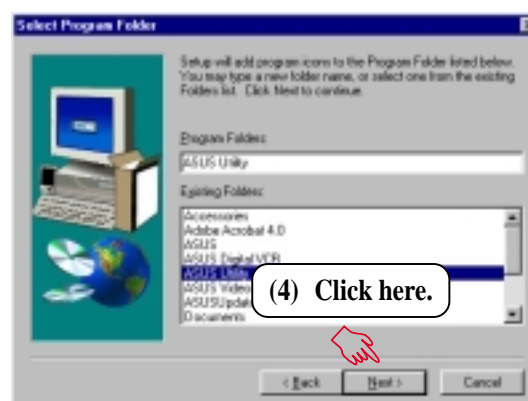 Select Program Folder
Setup will add program icons to the Program Folder listed below.
You may type a new folder name, or select one from the existing
Folders list. Click Next to continue.
Program Folders:
ASUS Utility
Existing Folders:
Accessories
Adobe Acrobat 4.0
ASUS
ASUS Digital VCR
ASUS Utility
ASUS Video
ASUSUpdat
Documents
(4) Click here.
< Back
Next >
Cancel